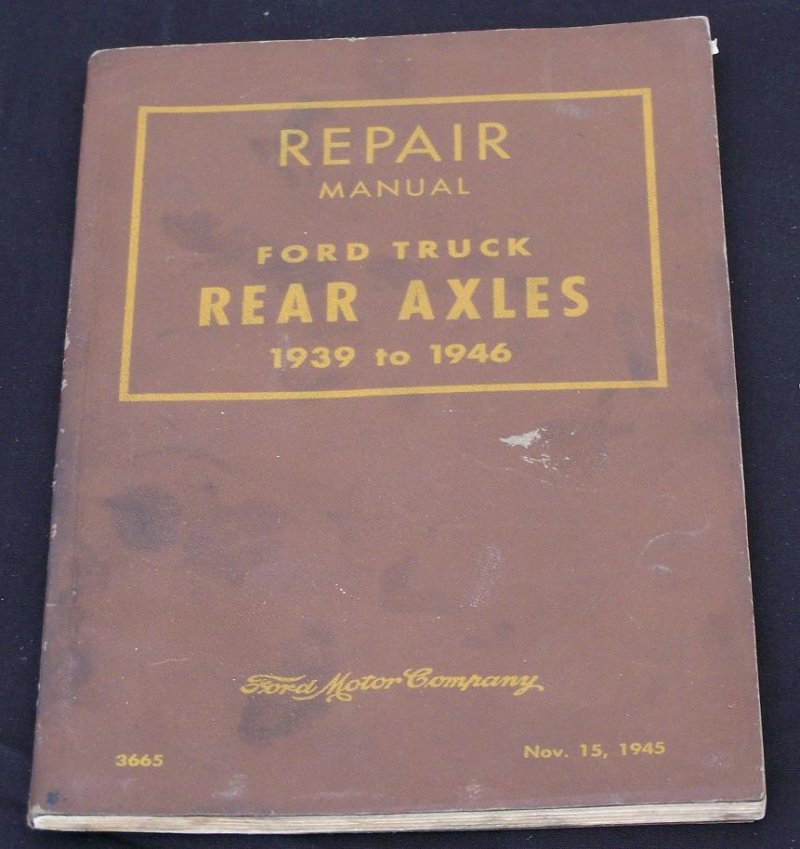 REPAIR
MANUAL
FORD TRUCK
REAR AXLES
1939 to 1946
Ford Motor Company
3665
Nov. 15, 1945